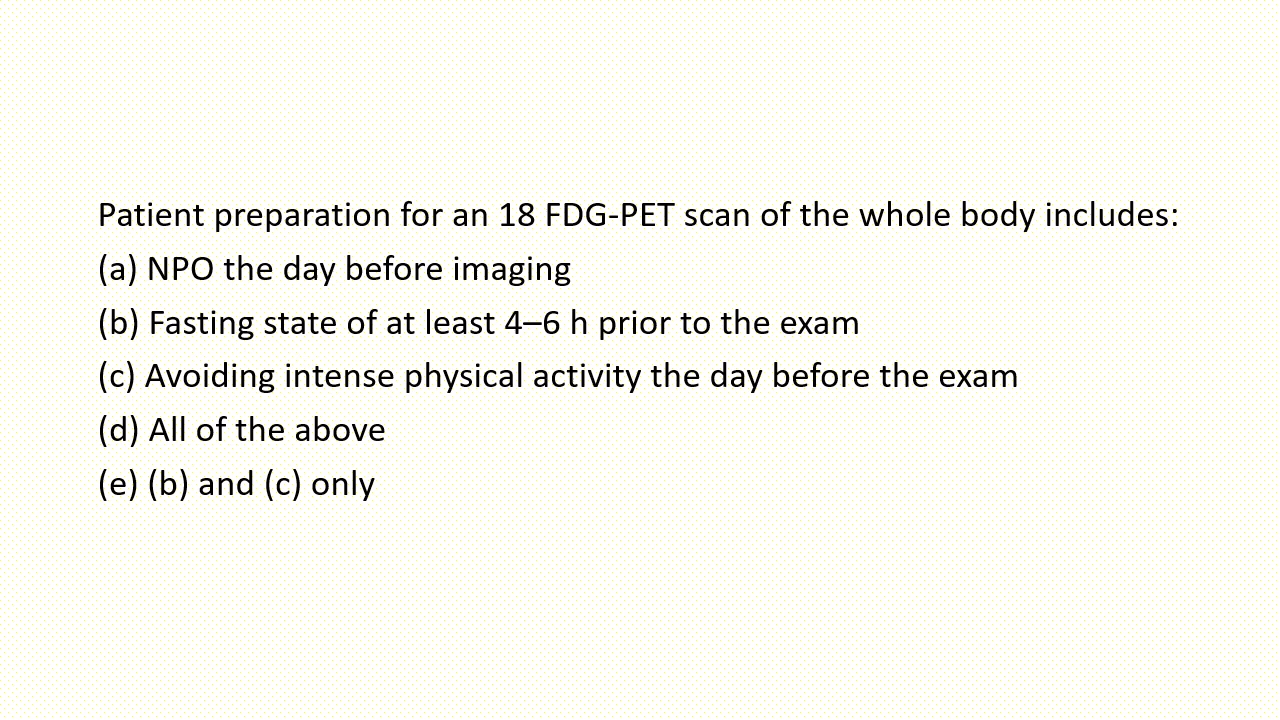 Patient preparation for an 18 FDG-PET scan of the whole body includes:
(a) NPO the day before imaging
(b) Fasting state of at least 4–6 h prior to the exam
(c) Avoiding intense physical activity the day before the exam
(d) All of the above
(e) (b) and (c) only